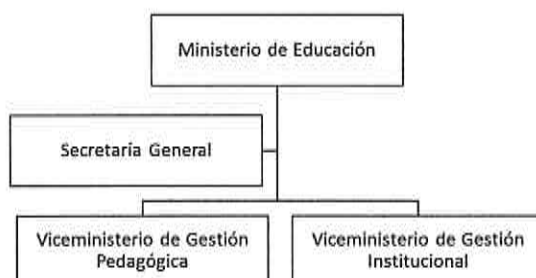 Ministerio de Educación
Secretaría General
Viceministerio de Gestión
Pedagógica
Viceministerio de Gestión
Institucional